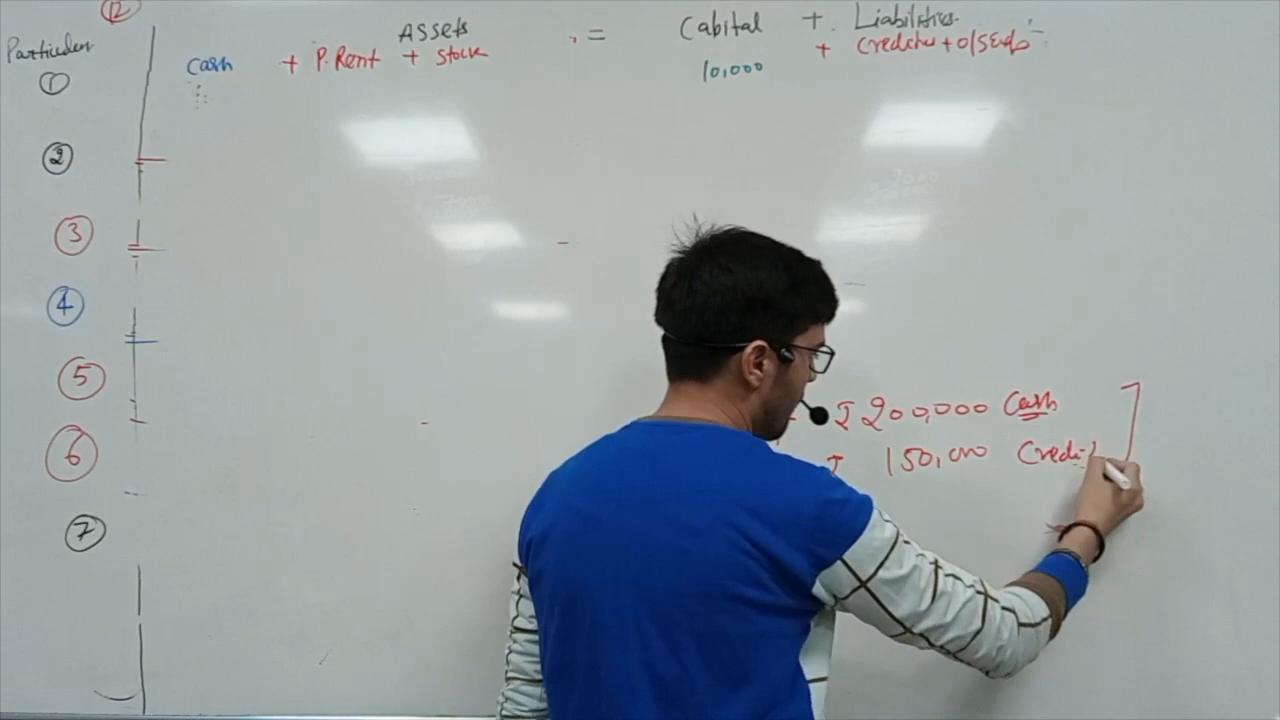 12
Particulars Assets = Capital + Liabilities
① Cash + P.Rent + Stock 10,000 + Creditors + o/s Exp
②
③
④
⑤ ₹ 200,000 Cash
⑥ ₹ 150,000 Credit
⑦